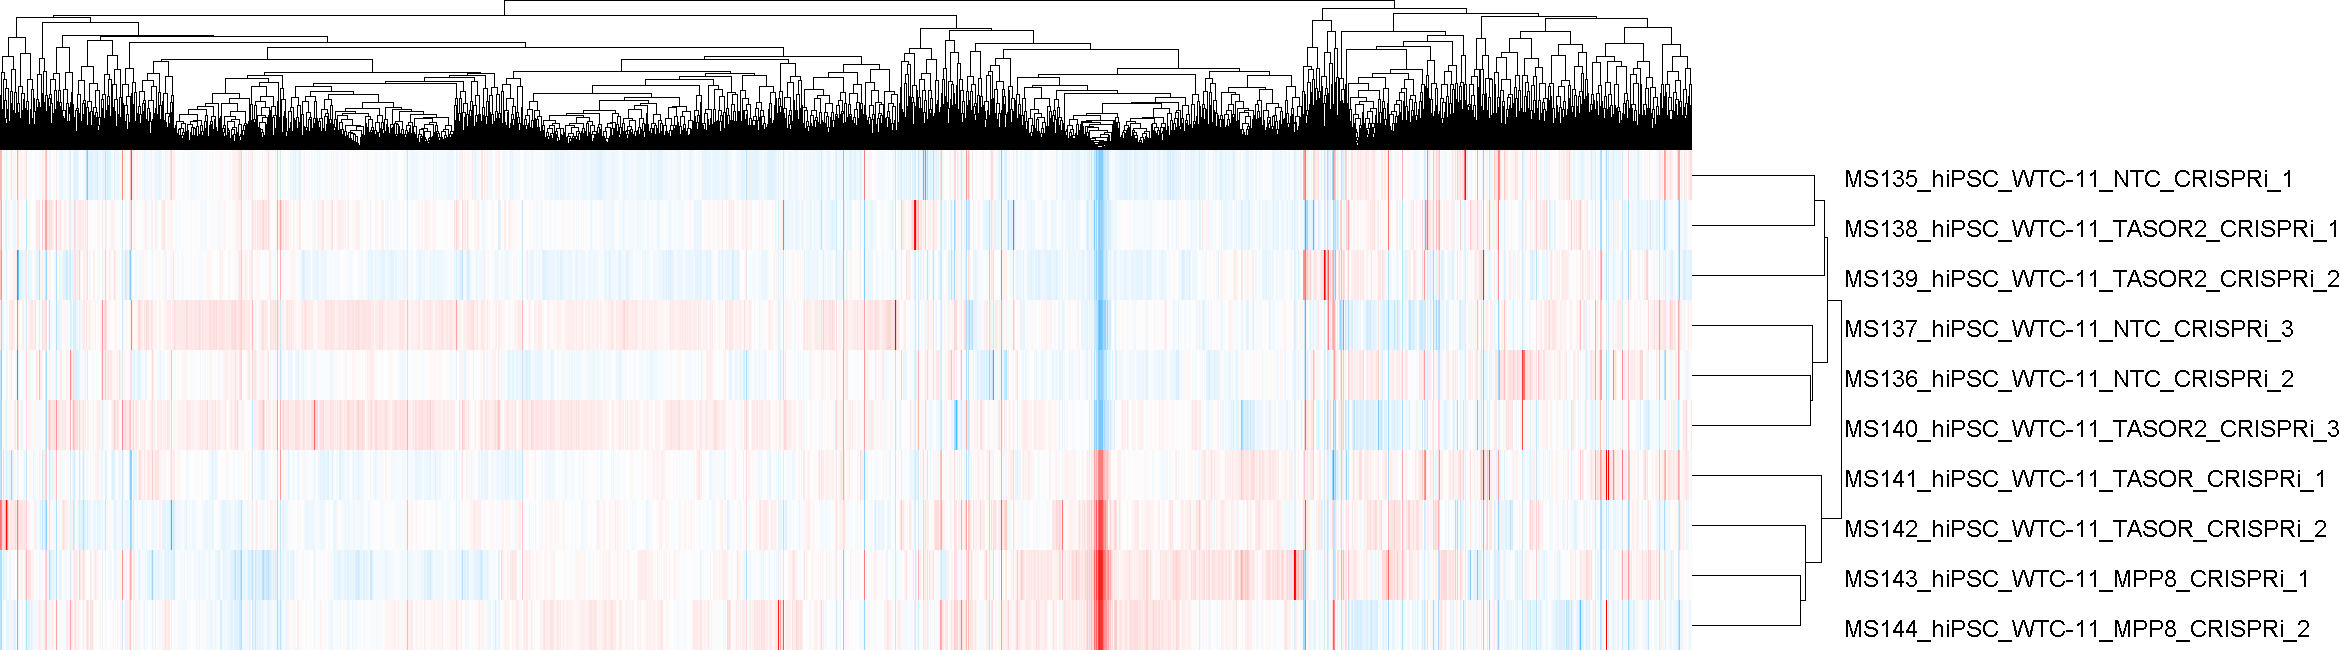 MS135_hiPSC_WTC-11_NTC_CRISPRi_1
MS138_hiPSC_WTC-11_TASOR2_CRISPRi_1
MS139_hiPSC_WTC-11_TASOR2_CRISPRi_2
MS137_hiPSC_WTC-11_NTC_CRISPRi_3
MS136_hiPSC_WTC-11_NTC_CRISPRi_2
MS140_hiPSC_WTC-11_TASOR2_CRISPRi_3
MS141_hiPSC_WTC-11_TASOR_CRISPRi_1
MS142_hiPSC_WTC-11_TASOR_CRISPRi_2
MS143_hiPSC_WTC-11_MPP8_CRISPRi_1
MS144_hiPSC_WTC-11_MPP8_CRISPRi_2